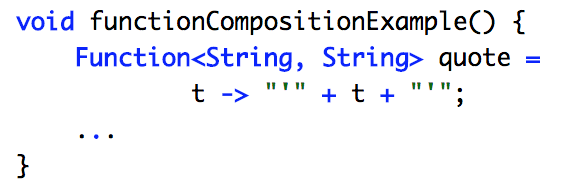 void functionCompositionExample() {
Function<String, String> quote =
t -> "'" + t + "'";
...
}